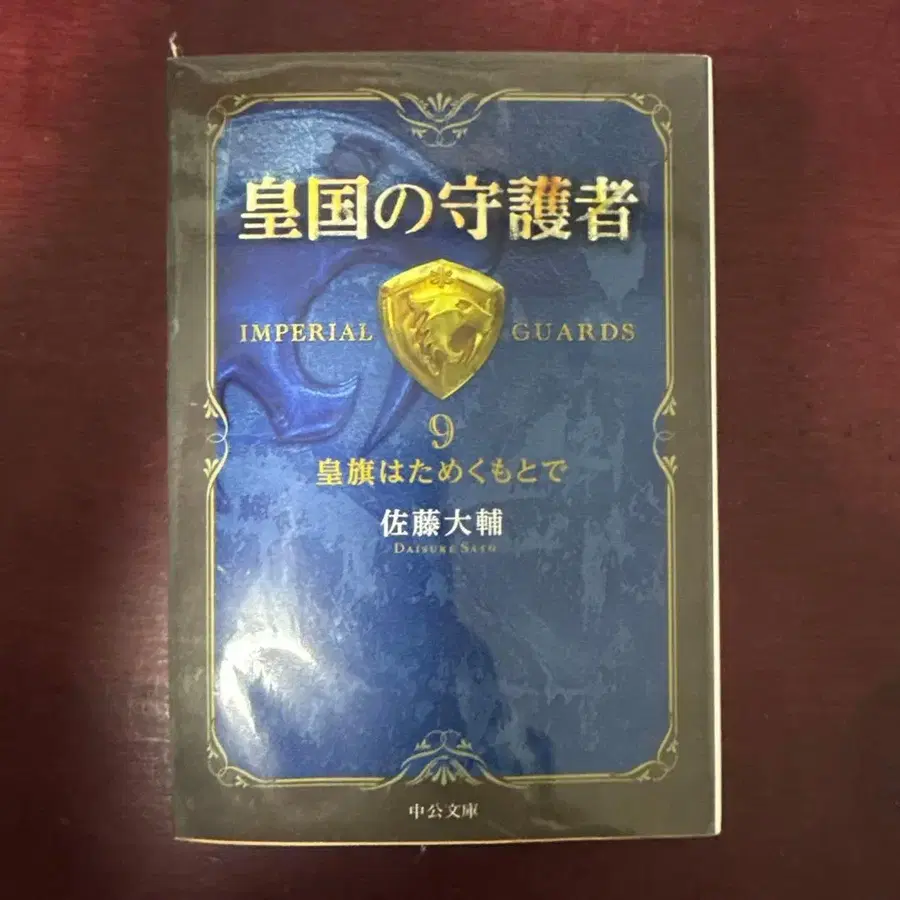 皇国の守護者
IMPERIAL GUARDS
9
皇旗はためくもとで
佐藤大輔
DAISUKE SATO
中公文庫